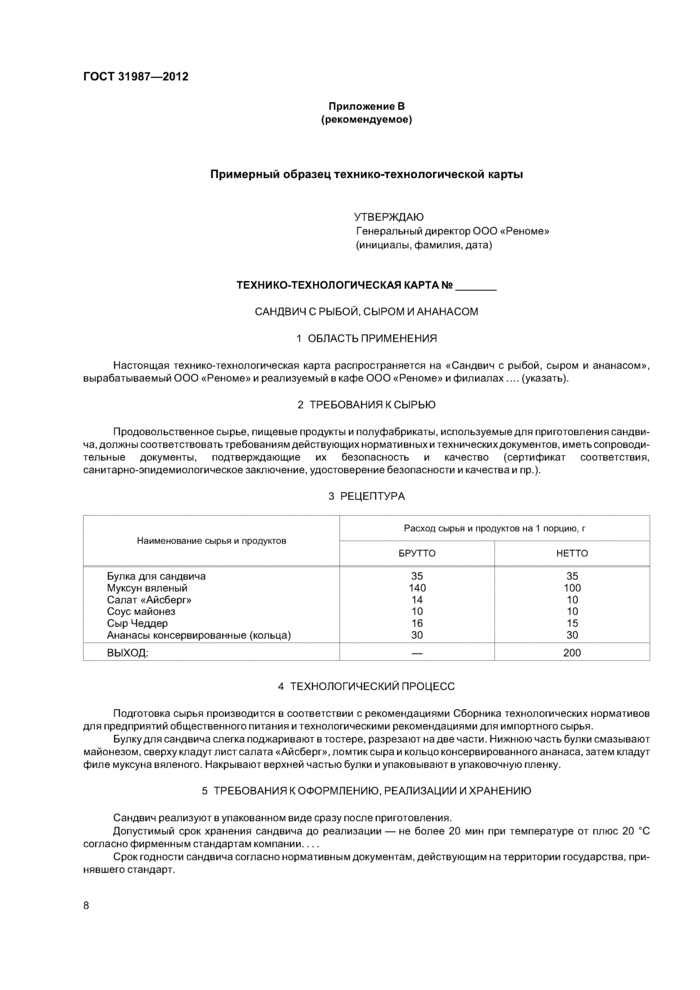 ГОСТ 31987—2012
Приложение В
(рекомендуемое)
Примерный образец технико-технологической карты
УТВЕРЖДАЮ
Генеральный директор ООО «Реноме»
(инициалы, фамилия, дата)
ТЕХНИКО-ТЕХНОЛОГИЧЕСКАЯ КАРТА № _______
САНДВИЧ С РЫБОЙ, СЫРОМ И АНАНАСОМ
1 ОБЛАСТЬ ПРИМЕНЕНИЯ
Настоящая технико-технологическая карта распространяется на «Сандвич с рыбой, сыром и ананасом»,
вырабатываемый ООО «Реноме» и реализуемый в кафе ООО «Реноме» и филиалах …. (указать).
2 ТРЕБОВАНИЯ К СЫРЬЮ
Продовольственное сырье, пищевые продукты и полуфабрикаты, используемые для приготовления сандви-
ча, должны соответствовать требованиям действующих нормативных и технических документов, иметь сопроводи-
тельные документы, подтверждающие их безопасность и качество (сертификат соответствия,
санитарно-эпидемиологическое заключение, удостоверение безопасности и качества и пр.).
3 РЕЦЕПТУРА
Наименование сырья и продуктов
Расход сырья и продуктов на 1 порцию, г
БРУТТО НЕТТО
Булка для сандвича 35 35
Муксун вяленый 140 100
Салат «Айсберг» 14 10
Соус майонез 10 10
Сыр Чеддер 16 15
Ананасы консервированные (кольца) 30 30
ВЫХОД: — 200
4 ТЕХНОЛОГИЧЕСКИЙ ПРОЦЕСС
Подготовка сырья производится в соответствии с рекомендациями Сборника технологических нормативов
для предприятий общественного питания и технологическими рекомендациями для импортного сырья.
Булку для сандвича слегка поджаривают в тостере, разрезают на две части. Нижнюю часть булки смазывают
майонезом, сверху кладут лист салата «Айсберг», ломтик сыра и кольцо консервированного ананаса, затем кладут
филе муксуна вяленого. Накрывают верхней частью булки и упаковывают в упаковочную пленку.
5 ТРЕБОВАНИЯ К ОФОРМЛЕНИЮ, РЕАЛИЗАЦИИ И ХРАНЕНИЮ
Сандвич реализуют в упакованном виде сразу после приготовления.
Допустимый срок хранения сандвича до реализации — не более 20 мин при температуре от плюс 20 °С
согласно фирменным стандартам компании. . . .
Срок годности сандвича согласно нормативным документам, действующим на территории государства, при-
нявшего стандарт.
8